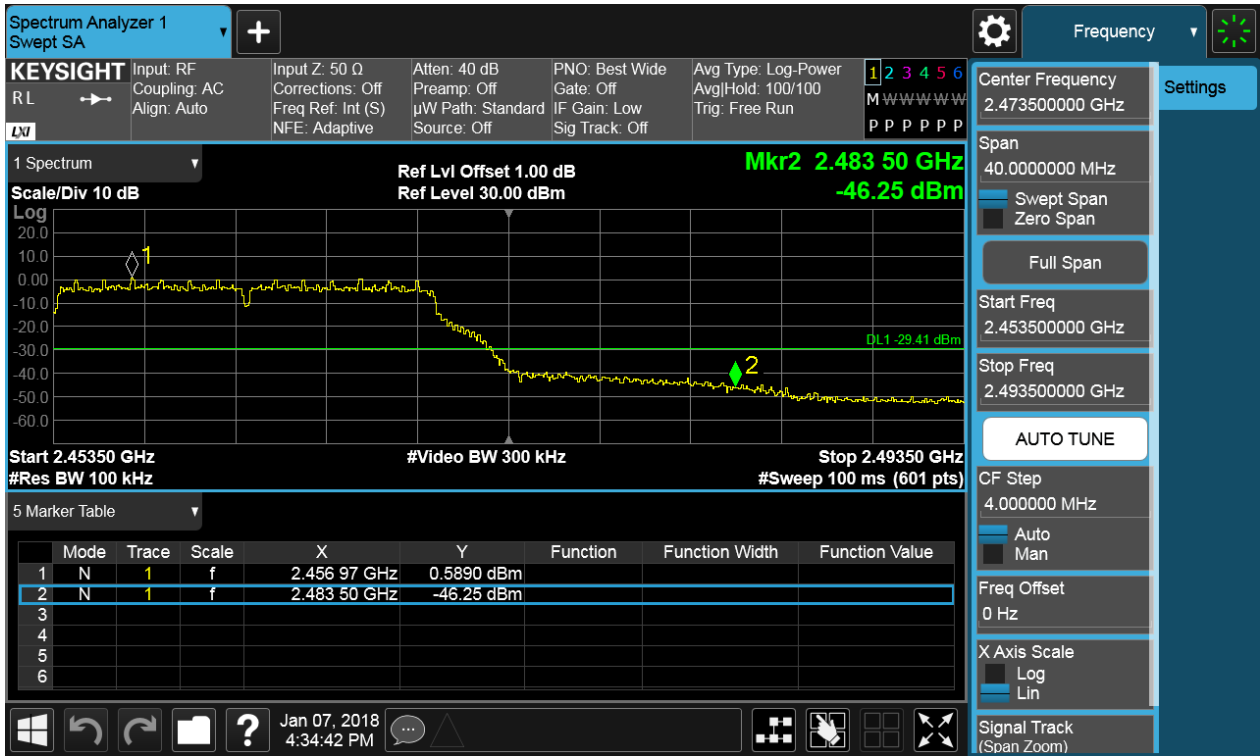 Spectrum Analyzer 1
Swept SA
Frequency
KEYSIGHT
R L
LXI
Input: RF
Coupling: AC
Align: Auto
Input Z: 50 Ω
Corrections: Off
Freq Ref: Int (S)
NFE: Adaptive
Atten: 40 dB
Preamp: Off
µW Path: Standard
Source: Off
PNO: Best Wide
Gate: Off
IF Gain: Low
Sig Track: Off
Avg Type: Log-Power
Avg|Hold: 100/100
Trig: Free Run
1 2 3 4 5 6
M W W W W W
P P P P P P
1 Spectrum
Scale/Div 10 dB
Ref Lvl Offset 1.00 dB
Ref Level 30.00 dBm
Mkr2 2.483 50 GHz
-46.25 dBm
Log
20.0
10.0
0.00
-10.0
-20.0
-30.0
-40.0
-50.0
-60.0
1
DL1 -29.41 dBm
2
Start 2.45350 GHz
#Video BW 300 kHz
Stop 2.49350 GHz
#Res BW 100 kHz
#Sweep 100 ms (601 pts)
5 Marker Table
Mode Trace Scale X Y Function Function Width Function Value
1 N 1 f 2.456 97 GHz 0.5890 dBm
2 N 1 f 2.483 50 GHz -46.25 dBm
3
4
5
6
Jan 07, 2018
4:34:42 PM
?
Center Frequency
2.473500000 GHz
Span
40.0000000 MHz
Swept Span
Zero Span
Full Span
Start Freq
2.453500000 GHz
Stop Freq
2.493500000 GHz
AUTO TUNE
CF Step
4.000000 MHz
Auto
Man
Freq Offset
0 Hz
X Axis Scale
Log
Lin
Signal Track
(Span Zoom)
Settings